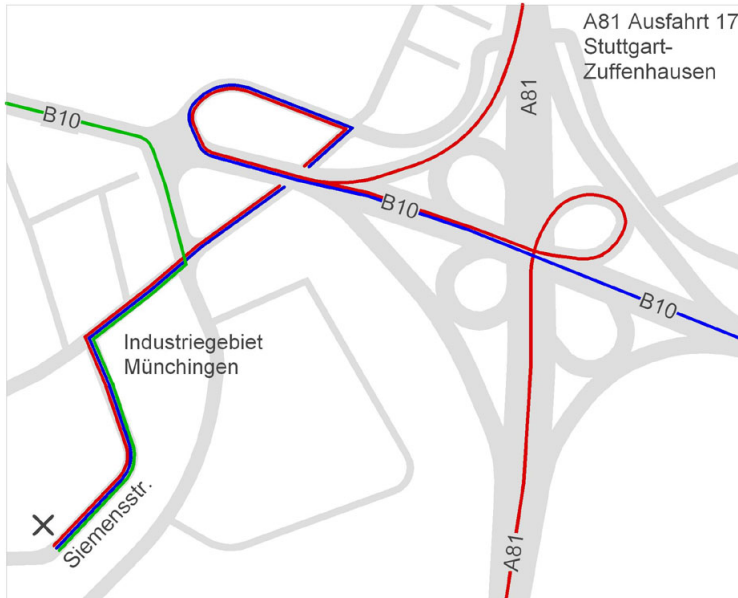 A81 Ausfahrt 17
Stuttgart-
Zuffenhausen
A81
B10
B10
B10
Industriegebiet
Münchingen
Siemensstr.
A81